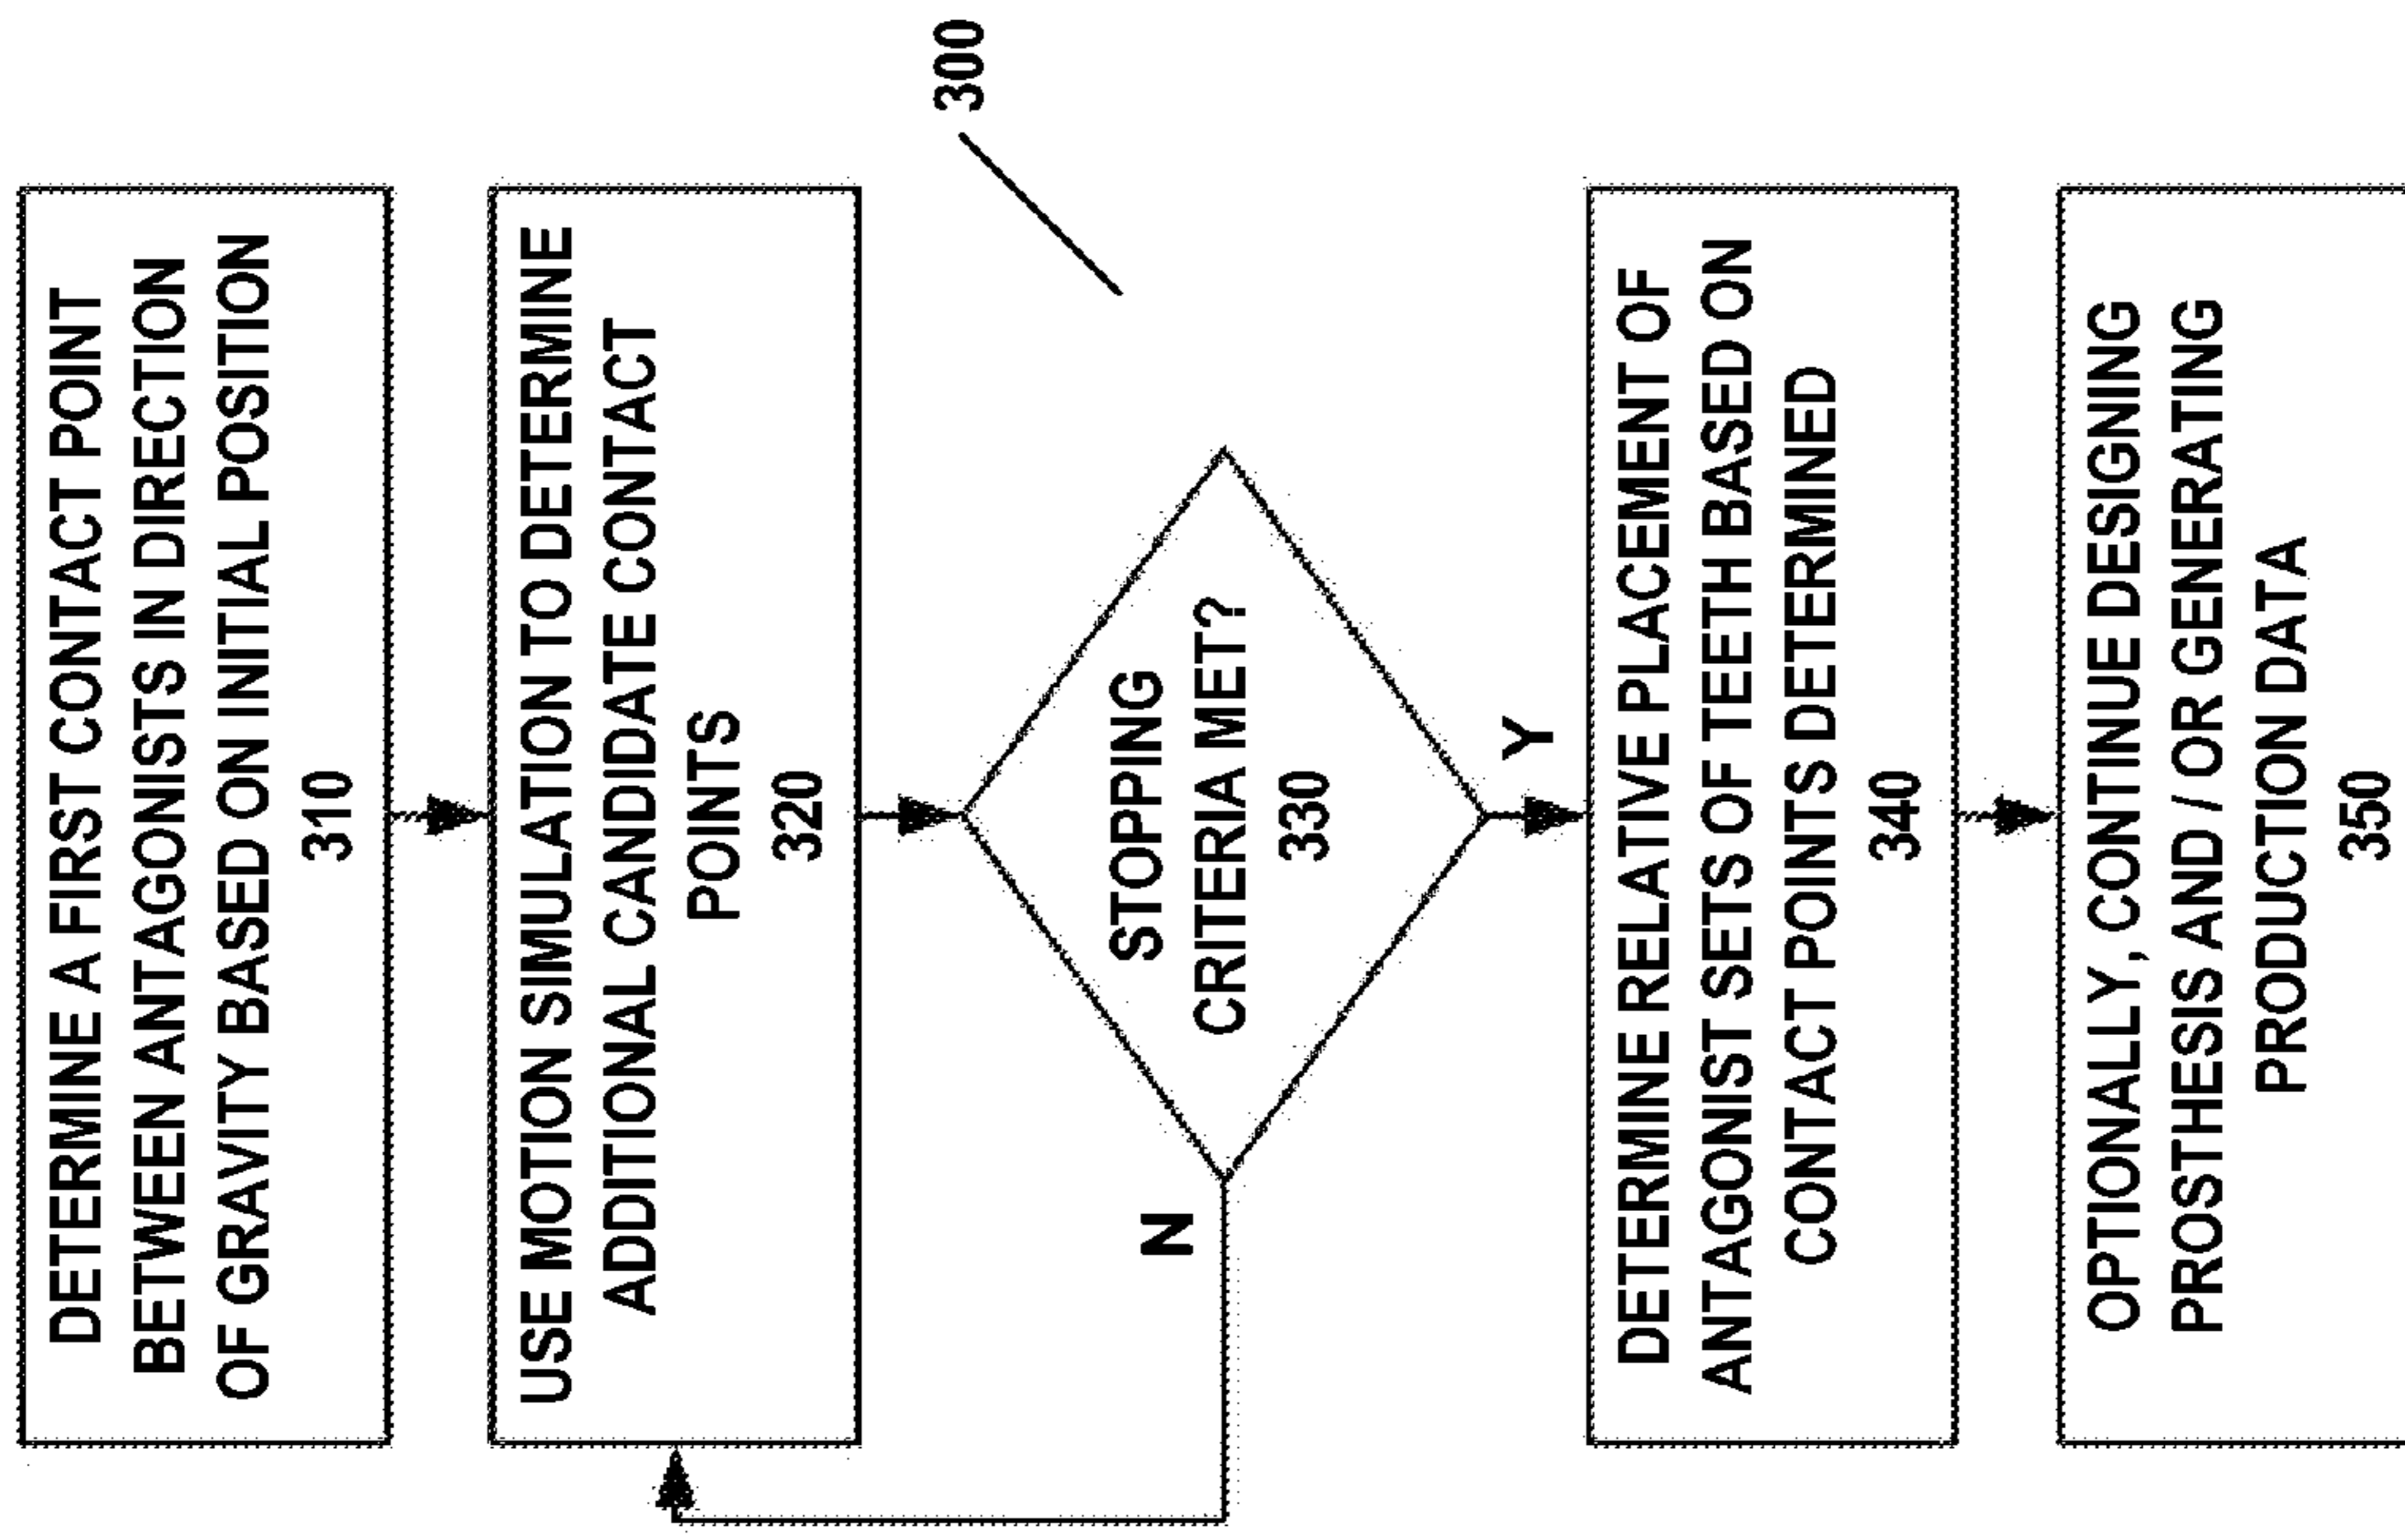 DETERMINE A FIRST CONTACT POINT
BETWEEN ANTAGONISTS IN DIRECTION
OF GRAVITY BASED ON INITIAL POSITION
310
USE MOTION SIMULATION TO DETERMINE
ADDITIONAL CANDIDATE CONTACT
POINTS
320
300
STOPPING
CRITERIA MET?
330
N
Y
DETERMINE RELATIVE PLACEMENT OF
ANTAGONIST SETS OF TEETH BASED ON
CONTACT POINTS DETERMINED
340
OPTIONALLY, CONTINUE DESIGNING
PROSTHESIS AND / OR GENERATING
PRODUCTION DATA
350